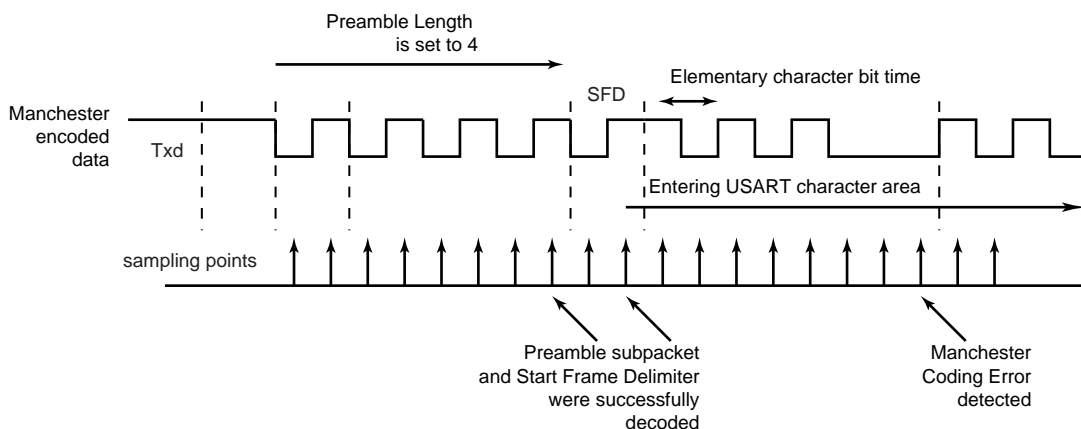 Preamble Length
is set to 4
Elementary character bit time
SFD
Manchester
encoded
data
Txd
Entering USART character area
sampling points
Preamble subpacket
and Start Frame Delimiter
were successfully
decoded
Manchester
Coding Error
detected